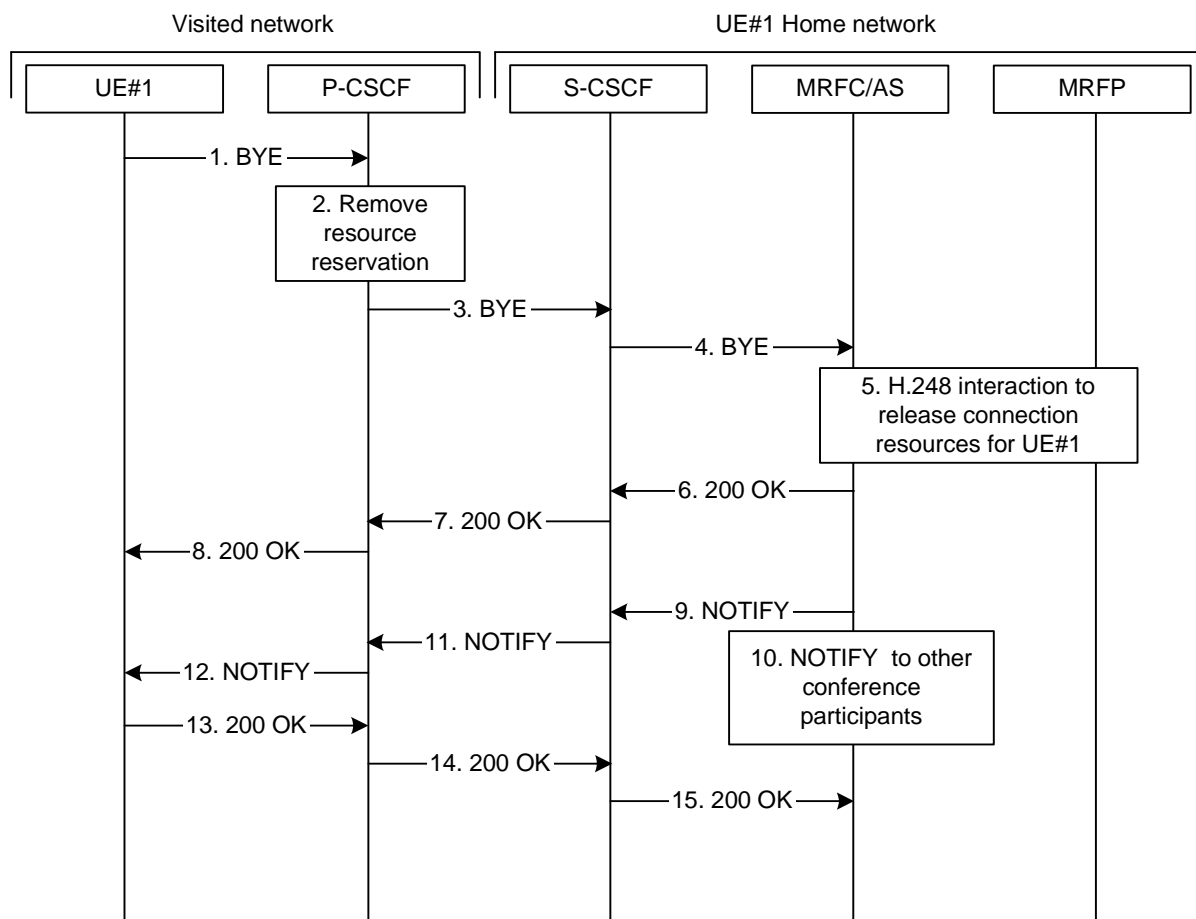 Visited network
UE#1 Home network
UE#1
P-CSCF
S-CSCF
MRFC/AS
MRFP
1. BYE
2. Remove
resource
reservation
3. BYE
4. BYE
5. H.248 interaction to
release connection
resources for UE#1
6. 200 OK
7. 200 OK
8. 200 OK
9. NOTIFY
10. NOTIFY to other
conference
participants
11. NOTIFY
12. NOTIFY
13. 200 OK
14. 200 OK
15. 200 OK